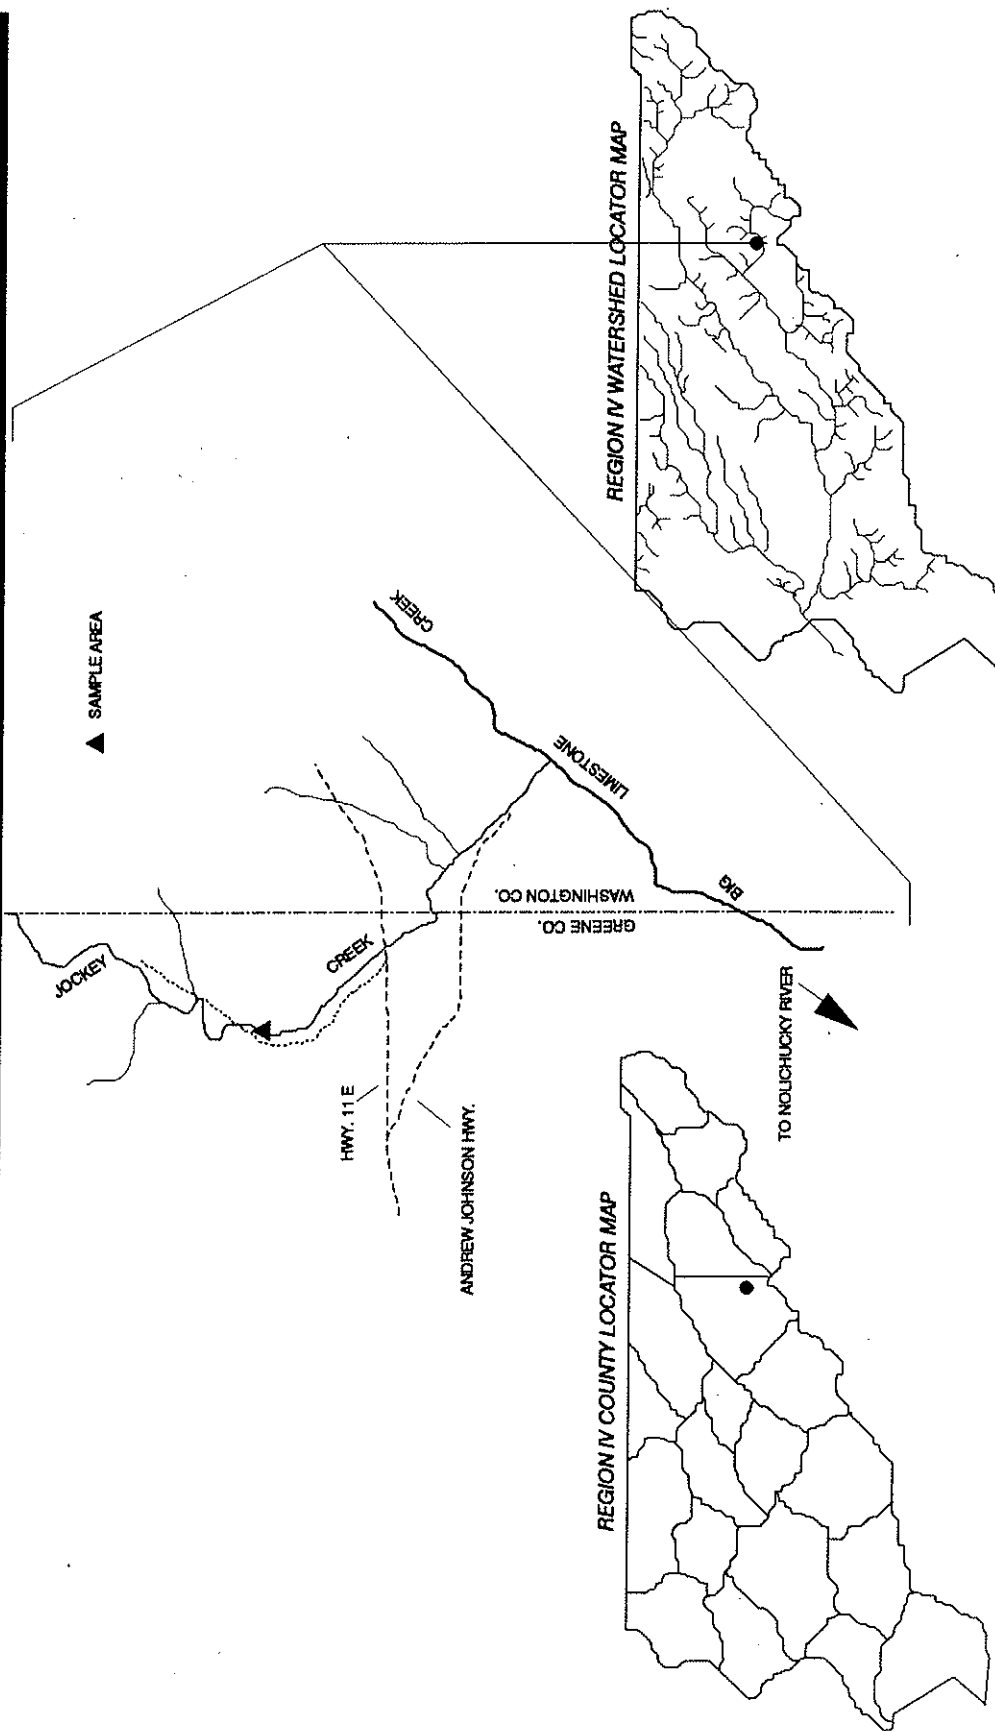 SAMPLE AREA
JOCKEY
CREEK
HWY. 11 E
ANDREW JOHNSON HWY.
GREENE CO.
WASHINGTON CO.
BIG
LIMESTONE
CREEK
TO NOLICHUCKY RIVER
REGION IV COUNTY LOCATOR MAP
REGION IV WATERSHED LOCATOR MAP